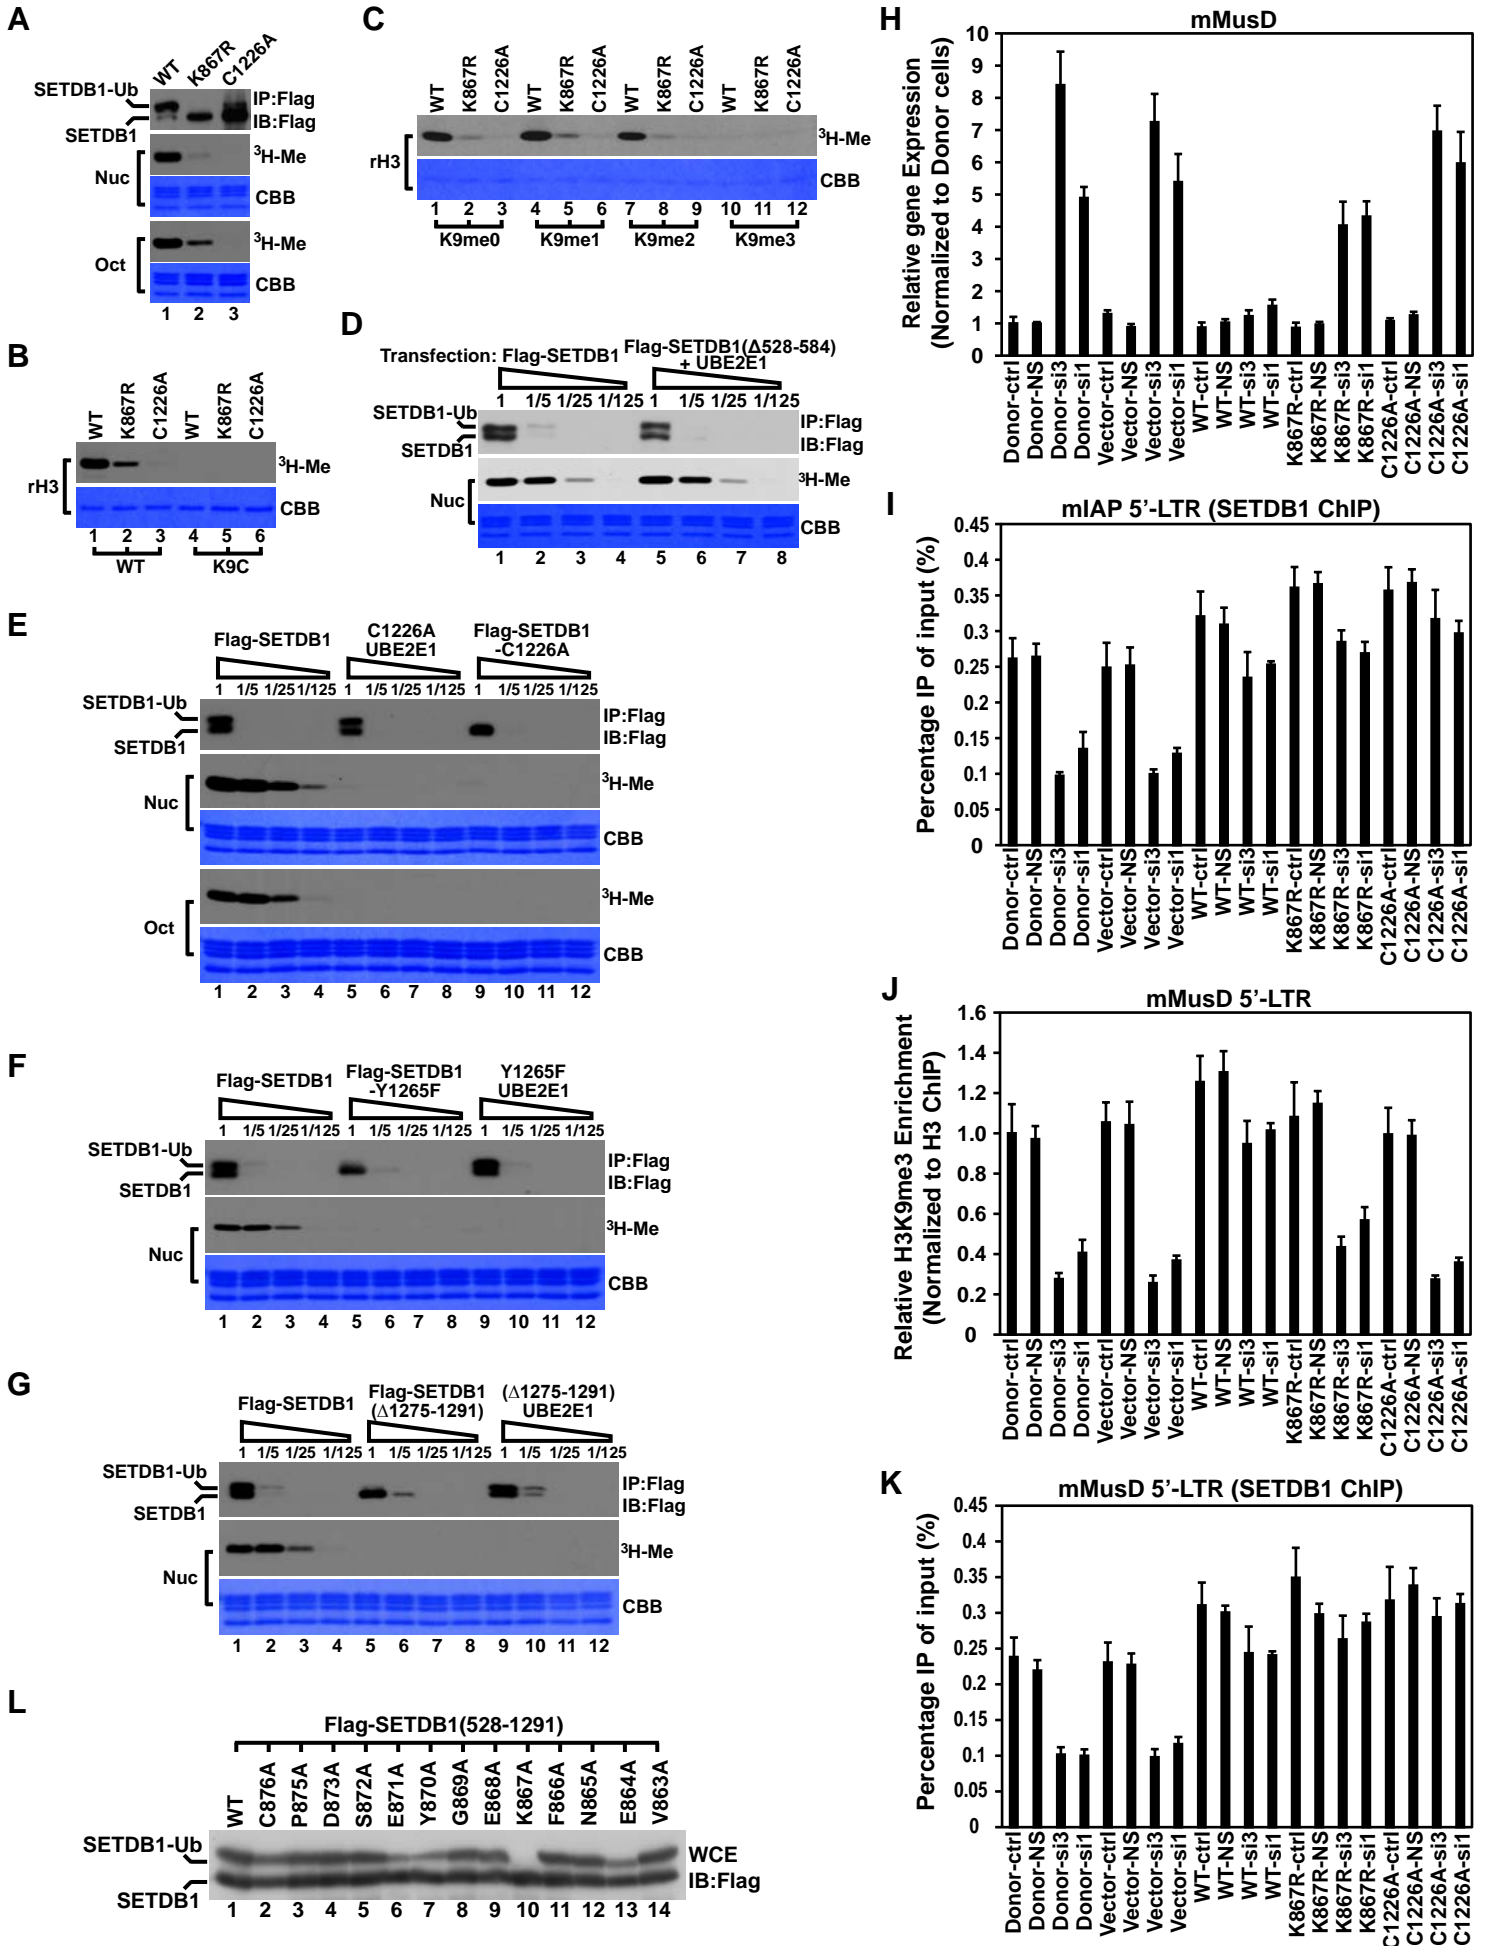 A
WT K867R C1226A
SETDB1-Ub
SETDB1
IP:Flag
IB:Flag
Nuc
³H-Me
CBB
Oct
³H-Me
CBB
1 2 3
B
WT K867R C1226A WT K867R C1226A
rH3
³H-Me
CBB
1 2 3 4 5 6
WT K9C
C
WT K867R C1226A WT K867R C1226A WT K867R C1226A WT K867R C1226A
rH3
³H-Me
CBB
1 2 3 4 5 6 7 8 9 10 11 12
K9me0 K9me1 K9me2 K9me3
D
Transfection: Flag-SETDB1 Flag-SETDB1(Δ528-584)
+ UBE2E1
1 1/5 1/25 1/125 1 1/5 1/25 1/125
SETDB1-Ub
SETDB1
IP:Flag
IB:Flag
Nuc
³H-Me
CBB
1 2 3 4 5 6 7 8
E
Flag-SETDB1 C1226A UBE2E1 Flag-SETDB1 -C1226A
1 1/5 1/25 1/125 1 1/5 1/25 1/125 1 1/5 1/25 1/125
SETDB1-Ub
SETDB1
IP:Flag
IB:Flag
Nuc
³H-Me
CBB
Oct
³H-Me
CBB
1 2 3 4 5 6 7 8 9 10 11 12
F
Flag-SETDB1 Flag-SETDB1 -Y1265F Y1265F UBE2E1
1 1/5 1/25 1/125 1 1/5 1/25 1/125 1 1/5 1/25 1/125
SETDB1-Ub
SETDB1
IP:Flag
IB:Flag
Nuc
³H-Me
CBB
1 2 3 4 5 6 7 8 9 10 11 12
G
Flag-SETDB1 Flag-SETDB1 (Δ1275-1291) (Δ1275-1291) UBE2E1
1 1/5 1/25 1/125 1 1/5 1/25 1/125 1 1/5 1/25 1/125
SETDB1-Ub
SETDB1
IP:Flag
IB:Flag
Nuc
³H-Me
CBB
1 2 3 4 5 6 7 8 9 10 11 12
L
Flag-SETDB1(528-1291)
WT C876A P875A D873A S872A E871A Y870A G869A E868A K867A F866A N865A E864A V863A
SETDB1-Ub
SETDB1
WCE
IB:Flag
1 2 3 4 5 6 7 8 9 10 11 12 13 14
H
mMusD
Relative gene Expression
(Normalized to Donor cells)
10
9
8
7
6
5
4
3
2
1
0
Donor-ctrl Donor-NS Donor-si3 Donor-si1 Vector-ctrl Vector-NS Vector-si3 Vector-si1 WT-ctrl WT-NS WT-si3 WT-si1 K867R-ctrl K867R-NS K867R-si3 K867R-si1 C1226A-ctrl C1226A-NS C1226A-si3 C1226A-si1
I
mIAP 5’-LTR (SETDB1 ChIP)
Percentage IP of input (%)
0.45
0.4
0.35
0.3
0.25
0.2
0.15
0.1
0.05
0
Donor-ctrl Donor-NS Donor-si3 Donor-si1 Vector-ctrl Vector-NS Vector-si3 Vector-si1 WT-ctrl WT-NS WT-si3 WT-si1 K867R-ctrl K867R-NS K867R-si3 K867R-si1 C1226A-ctrl C1226A-NS C1226A-si3 C1226A-si1
J
mMusD 5’-LTR
Relative H3K9me3 Enrichment
(Normalized to H3 ChIP)
1.6
1.4
1.2
1.0
0.8
0.6
0.4
0.2
0
Donor-ctrl Donor-NS Donor-si3 Donor-si1 Vector-ctrl Vector-NS Vector-si3 Vector-si1 WT-ctrl WT-NS WT-si3 WT-si1 K867R-ctrl K867R-NS K867R-si3 K867R-si1 C1226A-ctrl C1226A-NS C1226A-si3 C1226A-si1
K
mMusD 5’-LTR (SETDB1 ChIP)
Percentage IP of input (%)
0.45
0.4
0.35
0.3
0.25
0.2
0.15
0.1
0.05
0
Donor-ctrl Donor-NS Donor-si3 Donor-si1 Vector-ctrl Vector-NS Vector-si3 Vector-si1 WT-ctrl WT-NS WT-si3 WT-si1 K867R-ctrl K867R-NS K867R-si3 K867R-si1 C1226A-ctrl C1226A-NS C1226A-si3 C1226A-si1